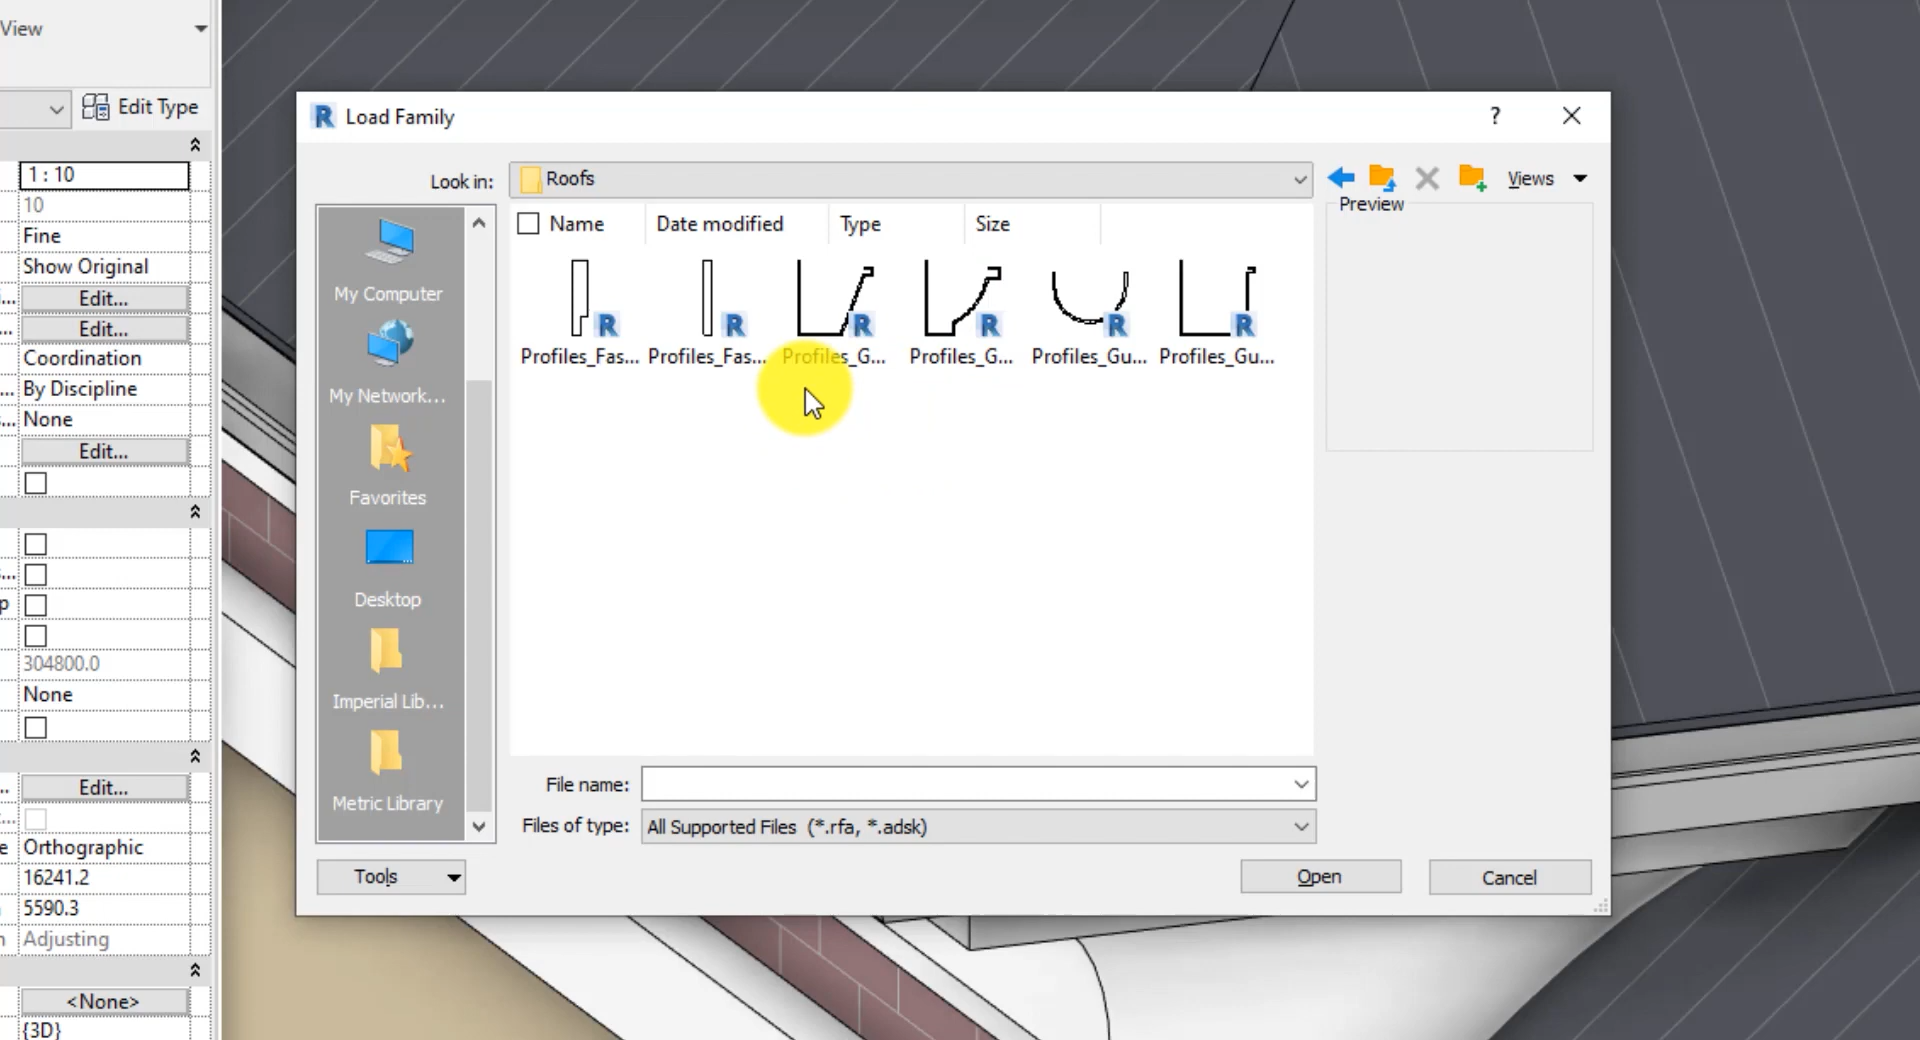 View
Edit Type
1 : 10
10
Fine
Show Original
Edit...
Edit...
Coordination
By Discipline
None
Edit...
304800.0
None
Edit...
Orthographic
16241.2
5590.3
Adjusting
<None>
{3D}
R Load Family
?
Look in: Roofs
Views
My Computer
My Network...
Favorites
Desktop
Imperial Lib...
Metric Library
Name Date modified Type Size
Profiles_Fas... Profiles_Fas... Profiles_G... Profiles_G... Profiles_Gu... Profiles_Gu...
Preview
File name:
Files of type: All Supported Files (*.rfa, *.adsk)
Tools
Open
Cancel